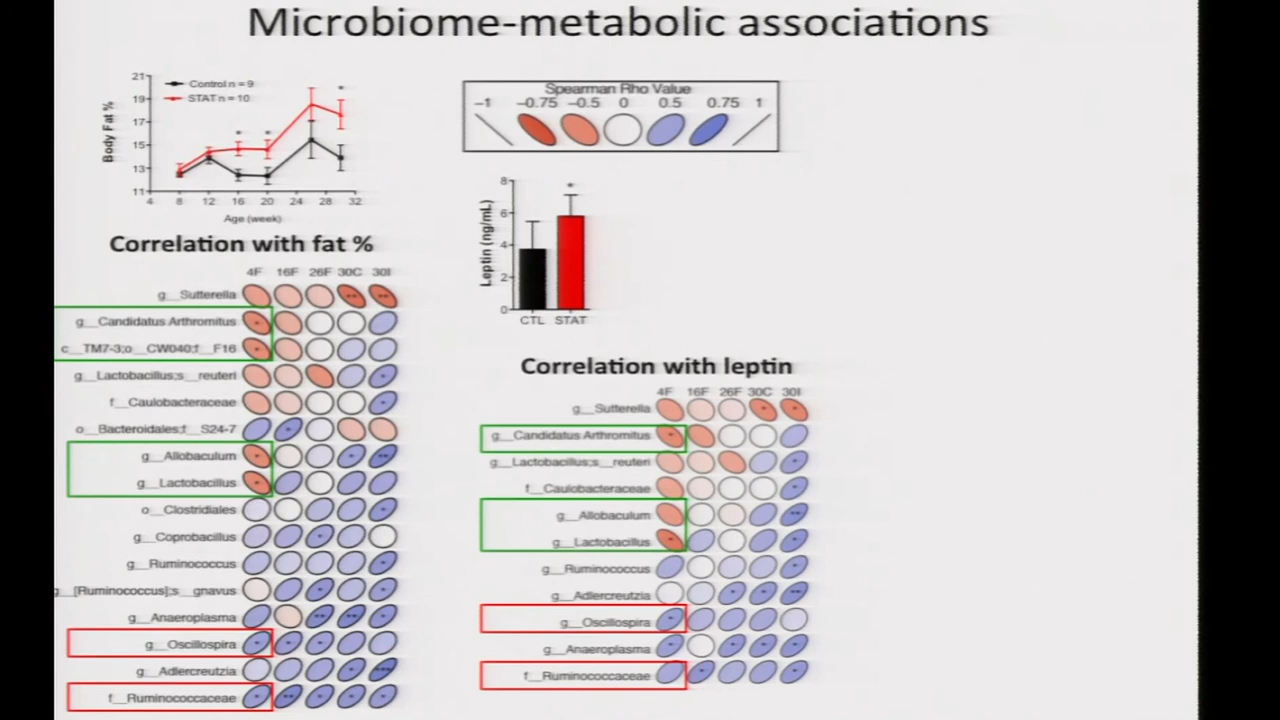 Microbiome-metabolic associations
21
19
17
15
13
11
Body Fat %
Control n = 9
STAT n = 10
* * *
4 8 12 16 20 24 28 32
Age (week)
Spearman Rho Value
-1 -0.75 -0.5 0 0.5 0.75 1
8
6
4
2
0
Leptin (ng/mL)
*
CTL STAT
Correlation with fat %
4F 16F 26F 30C 30I
g__Sutterella
g__Candidatus Arthromitus
c__TM7-3;o__CW040;f__F16
g__Lactobacillus;s__reuteri
f__Caulobacteraceae
o__Bacteroidales;f__S24-7
g__Allobaculum
g__Lactobacillus
o__Clostridiales
g__Coprobacillus
g__Ruminococcus
g__[Ruminococcus];s__gnavus
g__Anaeroplasma
g__Oscillospira
g__Adlercreutzia
f__Ruminococcaceae
Correlation with leptin
4F 16F 26F 30C 30I
g__Sutterella
g__Candidatus Arthromitus
g__Lactobacillus;s__reuteri
f__Caulobacteraceae
g__Allobaculum
g__Lactobacillus
g__Ruminococcus
g__Adlercreutzia
g__Oscillospira
g__Anaeroplasma
f__Ruminococcaceae